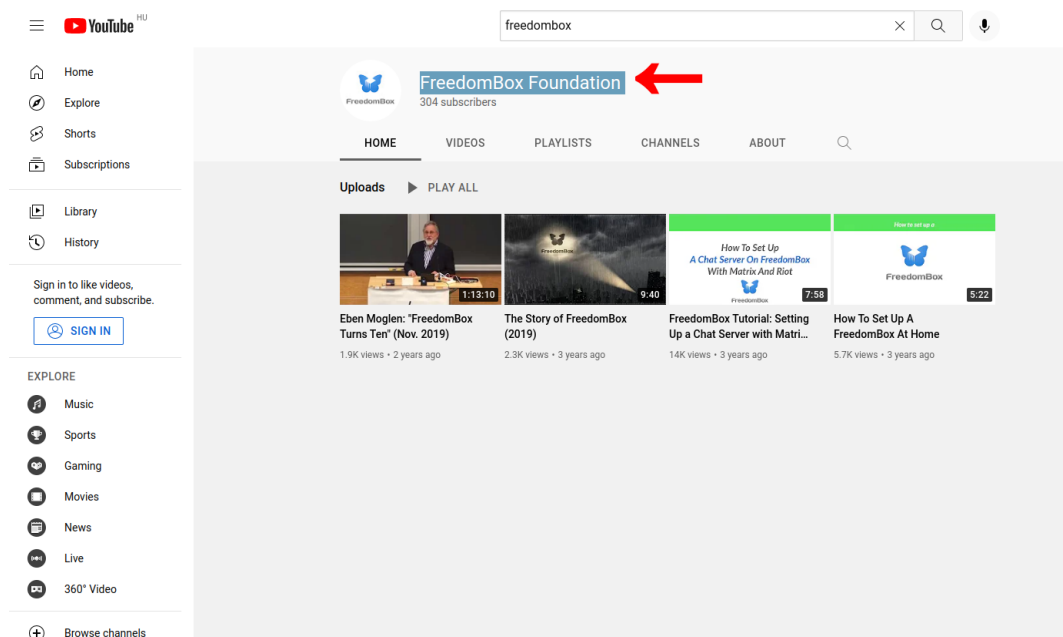 YouTube HU
freedombox
Home
Explore
Shorts
Subscriptions
Library
History
Sign in to like videos,
comment, and subscribe.
SIGN IN
EXPLORE
Music
Sports
Gaming
Movies
News
Live
360° Video
Browse channels
FreedomBox
FreedomBox Foundation
304 subscribers
HOME
VIDEOS
PLAYLISTS
CHANNELS
ABOUT
Uploads
PLAY ALL
1:13:10
Eben Moglen: "FreedomBox
Turns Ten" (Nov. 2019)
1.9K views • 2 years ago
FreedomBox
9:40
The Story of FreedomBox
(2019)
2.3K views • 3 years ago
How To Set Up
A Chat Server On FreedomBox
With Matrix And Riot
FreedomBox
7:58
FreedomBox Tutorial: Setting
Up a Chat Server with Matri...
14K views • 3 years ago
How to set up a
FreedomBox
5:22
How To Set Up A
FreedomBox At Home
5.7K views • 3 years ago